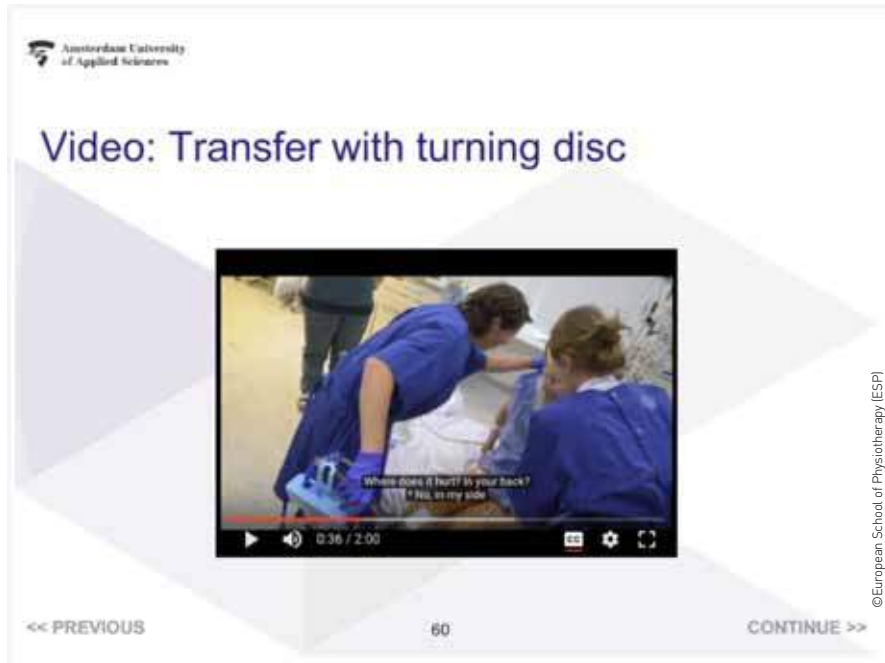 Amsterdam University
of Applied Sciences
Video: Transfer with turning disc
Where does it hurt? In your back?
* No, in my side
0:36 / 2:00
CC
<< PREVIOUS
60
CONTINUE >>
©European School of Physiotherapy (ESP)